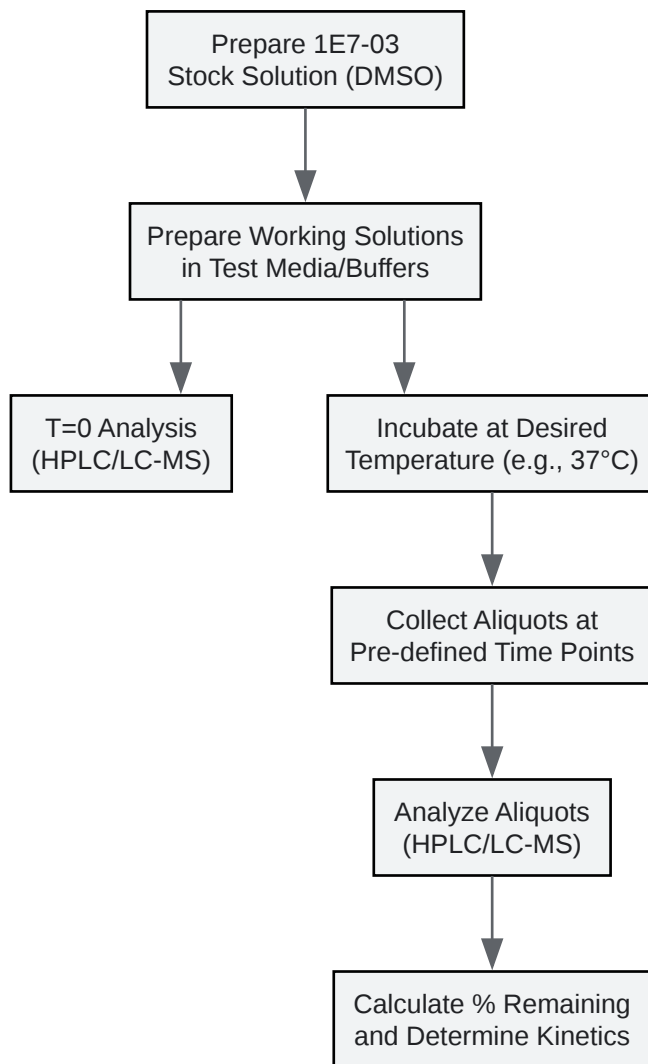 Prepare 1E7-03
Stock Solution (DMSO)
Prepare Working Solutions
in Test Media/Buffers
T=0 Analysis
(HPLC/LC-MS)
Incubate at Desired
Temperature (e.g., 37°C)
Collect Aliquots at
Pre-defined Time Points
Analyze Aliquots
(HPLC/LC-MS)
Calculate % Remaining
and Determine Kinetics